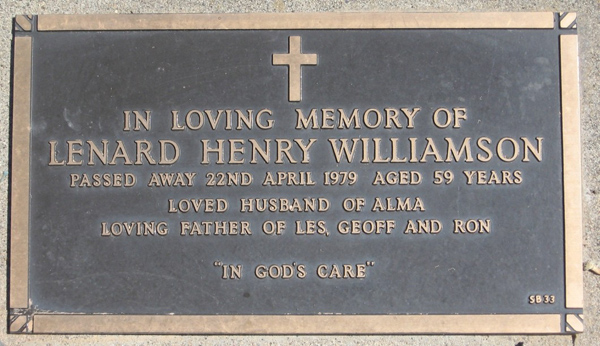 IN LOVING MEMORY OF
LENARD HENRY WILLIAMSON
PASSED AWAY 22ND APRIL 1979 AGED 59 YEARS
LOVED HUSBAND OF ALMA
LOVING FATHER OF LES, GEOFF AND RON
"IN GOD'S CARE"
SB 33